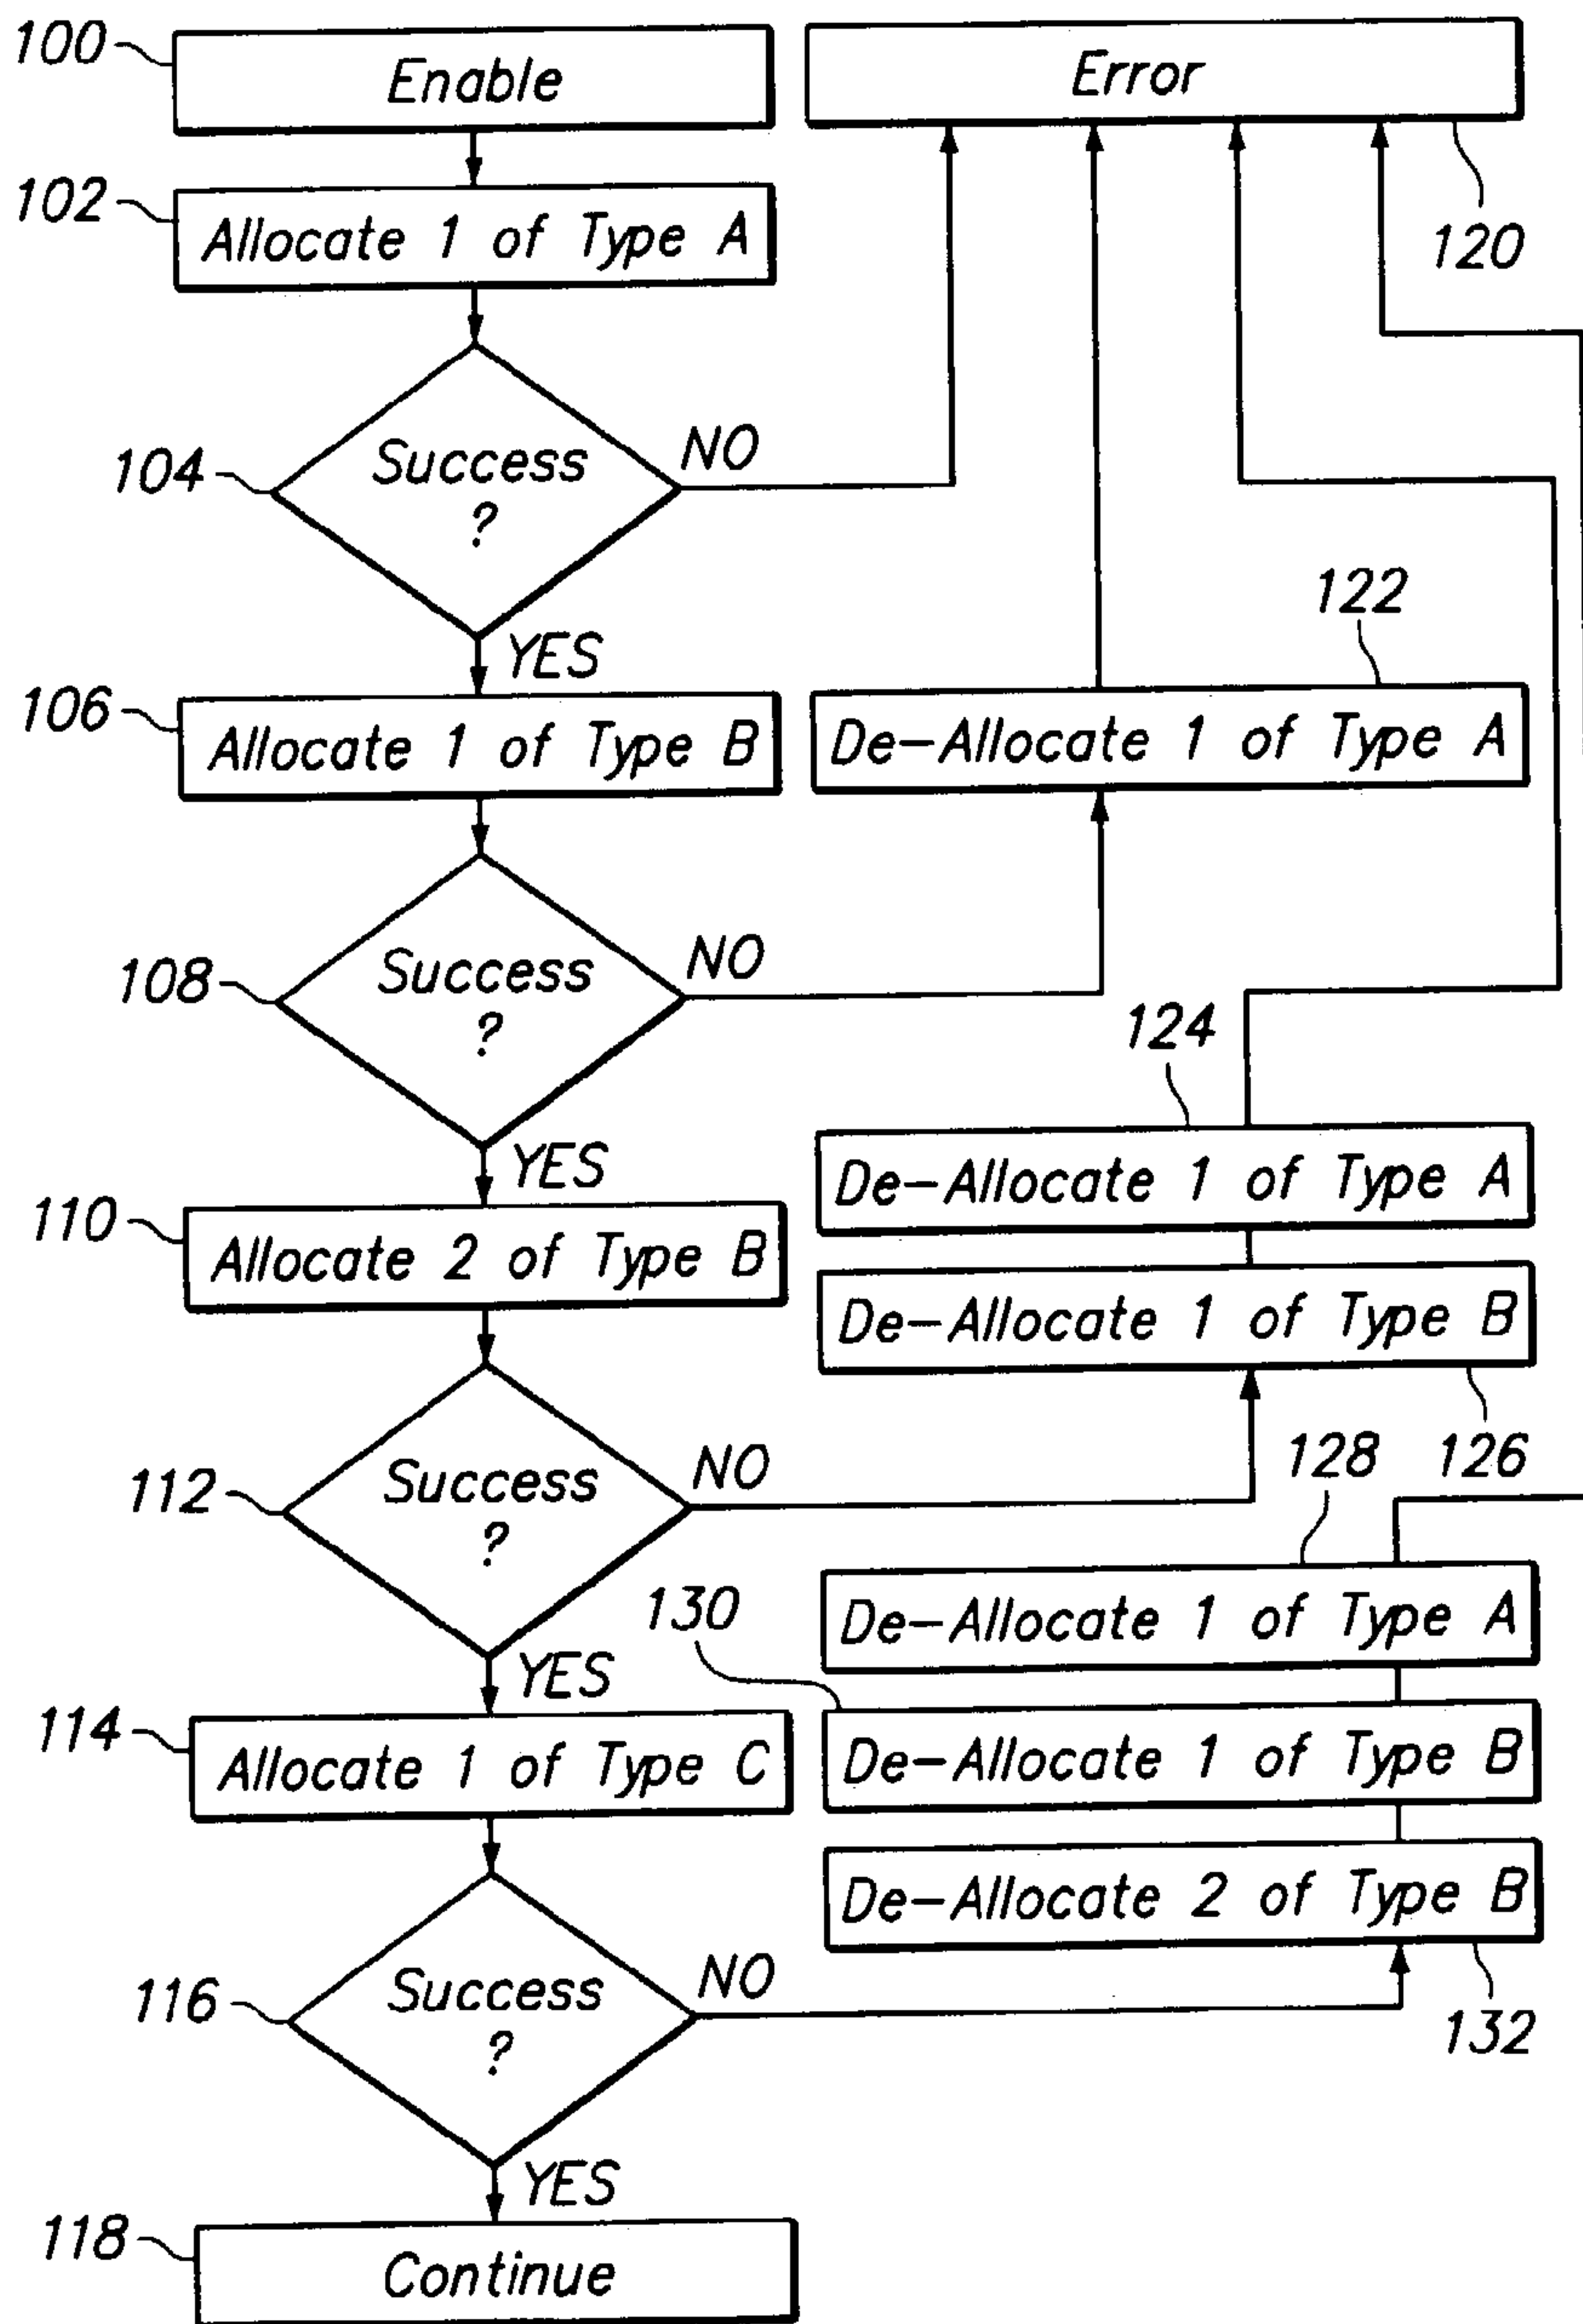 100
Enable
Error
102
Allocate 1 of Type A
120
104
Success
?
NO
YES
122
106
Allocate 1 of Type B
De-Allocate 1 of Type A
108
Success
?
NO
124
YES
De-Allocate 1 of Type A
110
Allocate 2 of Type B
De-Allocate 1 of Type B
126
112
Success
?
NO
128
YES
De-Allocate 1 of Type A
130
114
Allocate 1 of Type C
De-Allocate 1 of Type B
De-Allocate 2 of Type B
132
116
Success
?
NO
YES
118
Continue